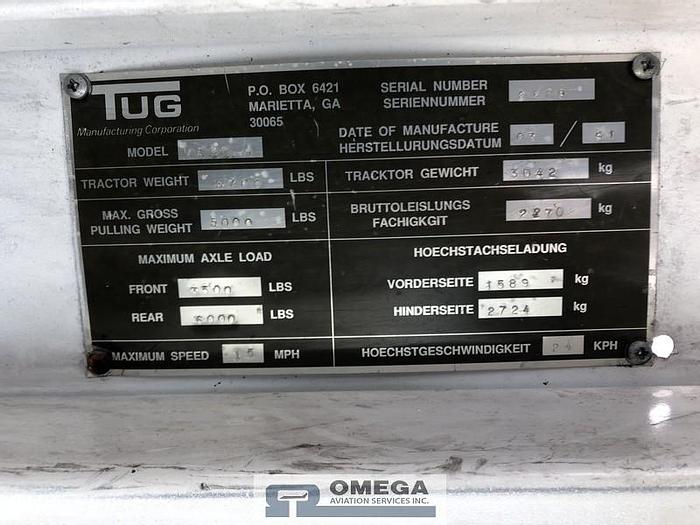 TUG
Manufacturing Corporation
P.O. BOX 6421
MARIETTA, GA
30065
SERIAL NUMBER
SERIENNUMMER
DATE OF MANUFACTURE
HERSTELLURUNGSDATUM
/
MODEL
TRACTOR WEIGHT LBS
TRACKTOR GEWICHT 3042 kg
MAX. GROSS
PULLING WEIGHT 5000 LBS
BRUTTOLEISLUNGS
FACHIGKGIT 2270 kg
MAXIMUM AXLE LOAD
FRONT 3500 LBS
REAR 6000 LBS
HOECHSTACHSELADUNG
VORDERSEITE 1589 kg
HINDERSEITE 2724 kg
MAXIMUM SPEED 15 MPH
HOECHSTGESCHWINDIGKEIT 24 KPH
OMEGA
AVIATION SERVICES INC.